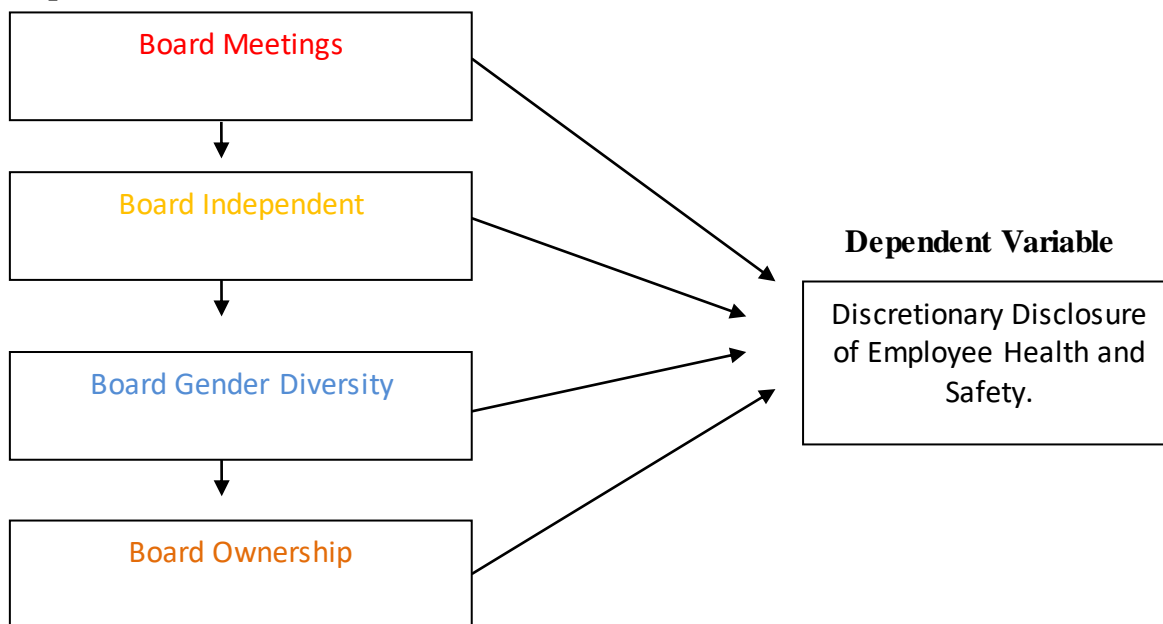 Board Meetings
Board Independent
Dependent Variable
Discretionary Disclosure
of Employee Health and
Safety.
Board Gender Diversity
Board Ownership